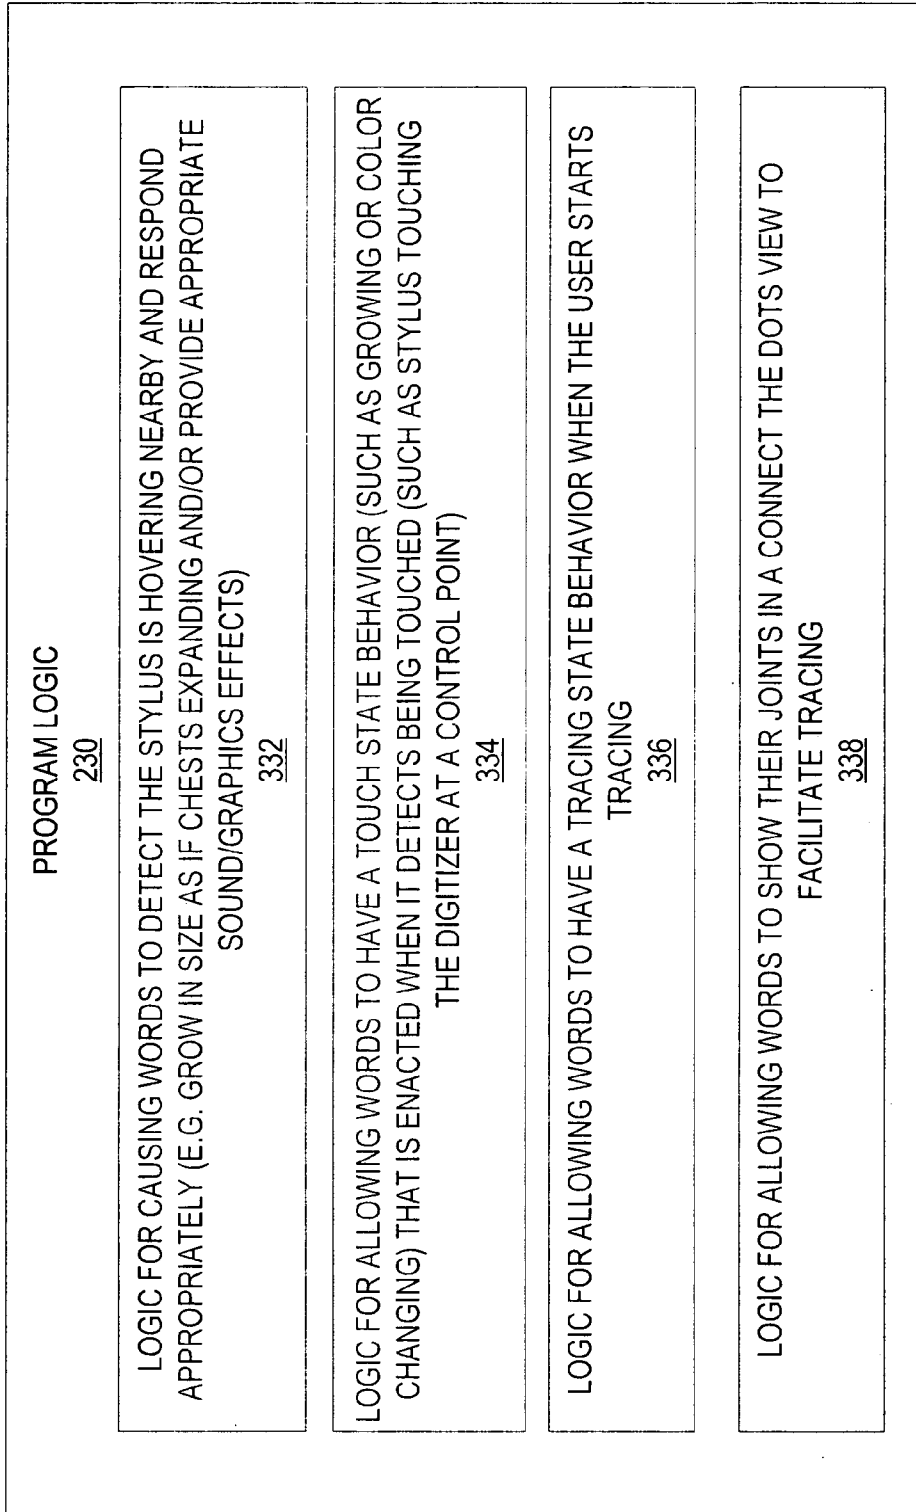 PROGRAM LOGIC
230
LOGIC FOR CAUSING WORDS TO DETECT THE STYLUS IS HOVERING NEARBY AND RESPOND
APPROPRIATELY (E.G. GROW IN SIZE AS IF CHESTS EXPANDING AND/OR PROVIDE APPROPRIATE
SOUND/GRAPHICS EFFECTS)
332
LOGIC FOR ALLOWING WORDS TO HAVE A TOUCH STATE BEHAVIOR (SUCH AS GROWING OR COLOR
CHANGING) THAT IS ENACTED WHEN IT DETECTS BEING TOUCHED (SUCH AS STYLUS TOUCHING
THE DIGITIZER AT A CONTROL POINT)
334
LOGIC FOR ALLOWING WORDS TO HAVE A TRACING STATE BEHAVIOR WHEN THE USER STARTS
TRACING
336
LOGIC FOR ALLOWING WORDS TO SHOW THEIR JOINTS IN A CONNECT THE DOTS VIEW TO
FACILITATE TRACING
338